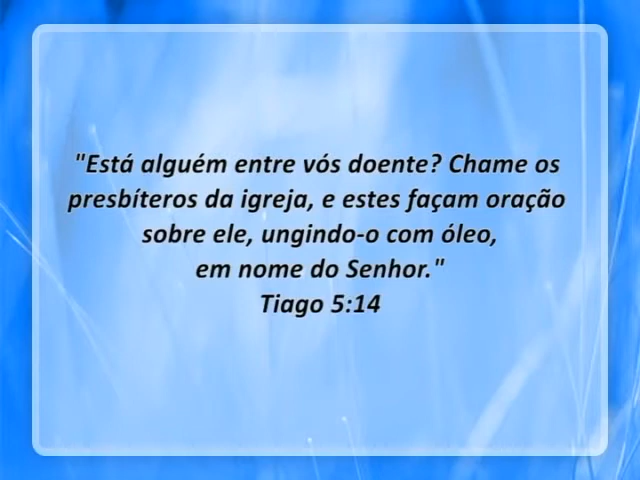 "Está alguém entre vós doente? Chame os
presbíteros da igreja, e estes façam oração
sobre ele, ungindo-o com óleo,
em nome do Senhor."
Tiago 5:14